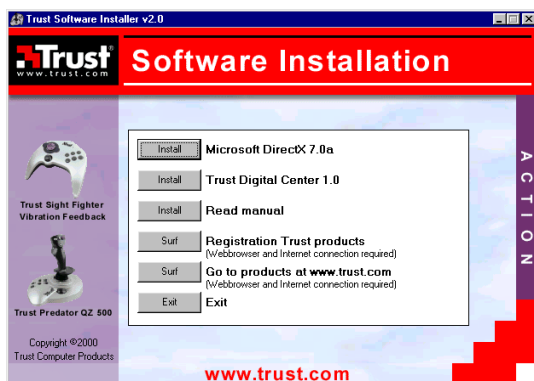 Trust Software Installer v2.0
Trust
www.trust.com
Software Installation
Install Microsoft DirectX 7.0a
Install Trust Digital Center 1.0
Install Read manual
Surf Registration Trust products
(Webbrowser and Internet connection required)
Surf Go to products at www.trust.com
(Webbrowser and Internet connection required)
Exit Exit
Trust Sight Fighter
Vibration Feedback
Trust Predator QZ 500
Copyright ©2000
Trust Computer Products
ACTION
www.trust.com